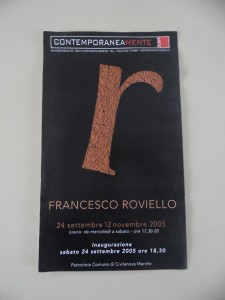 CONTEMPORANEAMENTE
r
FRANCESCO ROVIELLO
24 settembre 12 novembre 2005
orario: da mercoledì a sabato - ore 17,30-20
Inaugurazione
sabato 24 settembre 2005 ore 18,30
Patrocinio Comune di Civitanova Marche